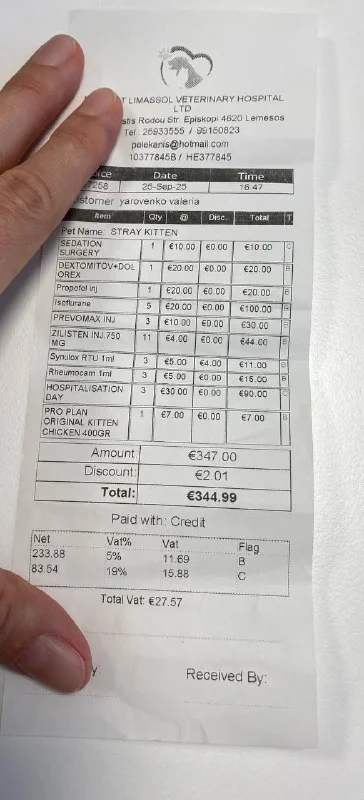 T LIMASSOL VETERINARY HOSPITAL
LTD
Rodou Str. Episkopi 4620 Lemesos
Tel: 25933555 / 99150823
pelekanis@hotmail.com
10377845B / HE377845
Date Time
7258 25-Sep-25 16:47
ustomer yarovenko valeria
Item Qty @ Disc. Total T
Pet Name: STRAY KITTEN
SEDATION SURGERY 1 €10.00 €0.00 €10.00 C
DEXTOMITOV+DOLOREX 1 €20.00 €0.00 €20.00 B
Propofol inj 1 €20.00 €0.00 €20.00 B
Isoflurane 5 €20.00 €0.00 €100.00 B
PREVOMAX INJ 3 €10.00 €0.00 €30.00 B
ZILISTEN INJ.750 MG 11 €4.00 €0.00 €44.00 B
Synulox RTU 1ml 3 €5.00 €4.00 €11.00 B
Rheumocam 1ml 3 €5.00 €0.00 €15.00 B
HOSPITALISATION DAY 3 €30.00 €0.00 €90.00 C
PRO PLAN ORIGINAL KITTEN CHICKEN 400GR 1 €7.00 €0.00 €7.00 B
Amount: €347.00
Discount: €2.01
Total: €344.99
Paid with: Credit
Net Vat% Vat Flag
233.88 5% 11.69 B
83.54 19% 15.88 C
Total Vat: €27.57
y:
Received By: